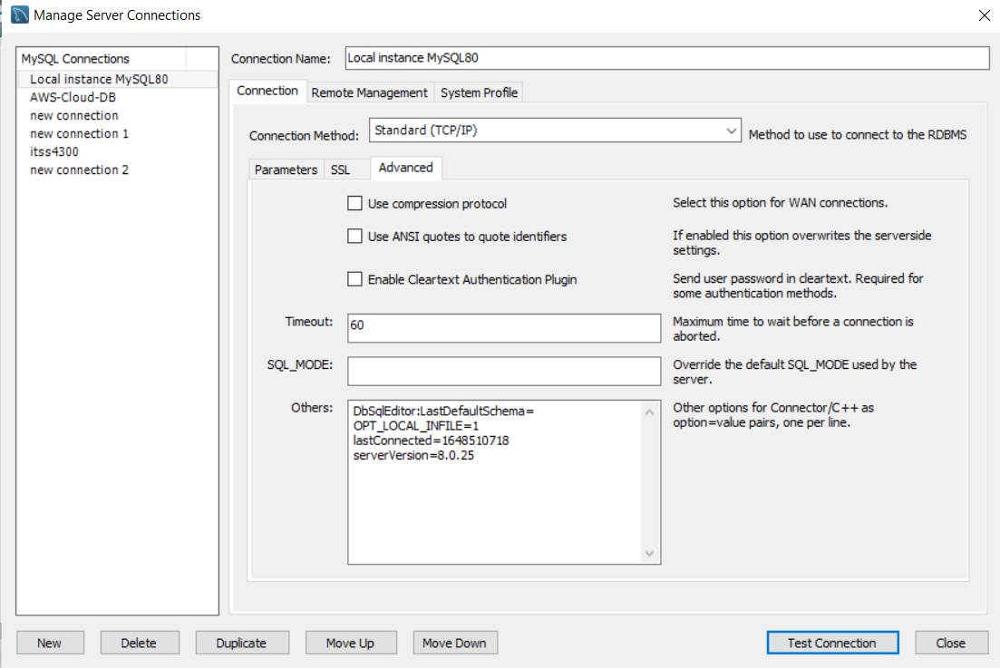 Manage Server Connections
MySQL Connections
Local instance MySQL80
AWS-Cloud-DB
new connection
new connection 1
itss4300
new connection 2
Connection Name:
Local instance MySQL80
Connection
Remote Management
System Profile
Connection Method:
Standard (TCP/IP)
Method to use to connect to the RDBMS
Parameters
SSL
Advanced
Use compression protocol
Select this option for WAN connections.
Use ANSI quotes to quote identifiers
If enabled this option overwrites the serverside
settings.
Enable Cleartext Authentication Plugin
Send user password in cleartext. Required for
some authentication methods.
Timeout:
60
Maximum time to wait before a connection is
aborted.
SQL_MODE:
Override the default SQL_MODE used by the
server.
Others:
DbSqlEditor:LastDefaultSchema=
OPT_LOCAL_INFILE=1
lastConnected=1648510718
serverVersion=8.0.25
Other options for Connector/C++ as
option=value pairs, one per line.
New
Delete
Duplicate
Move Up
Move Down
Test Connection
Close